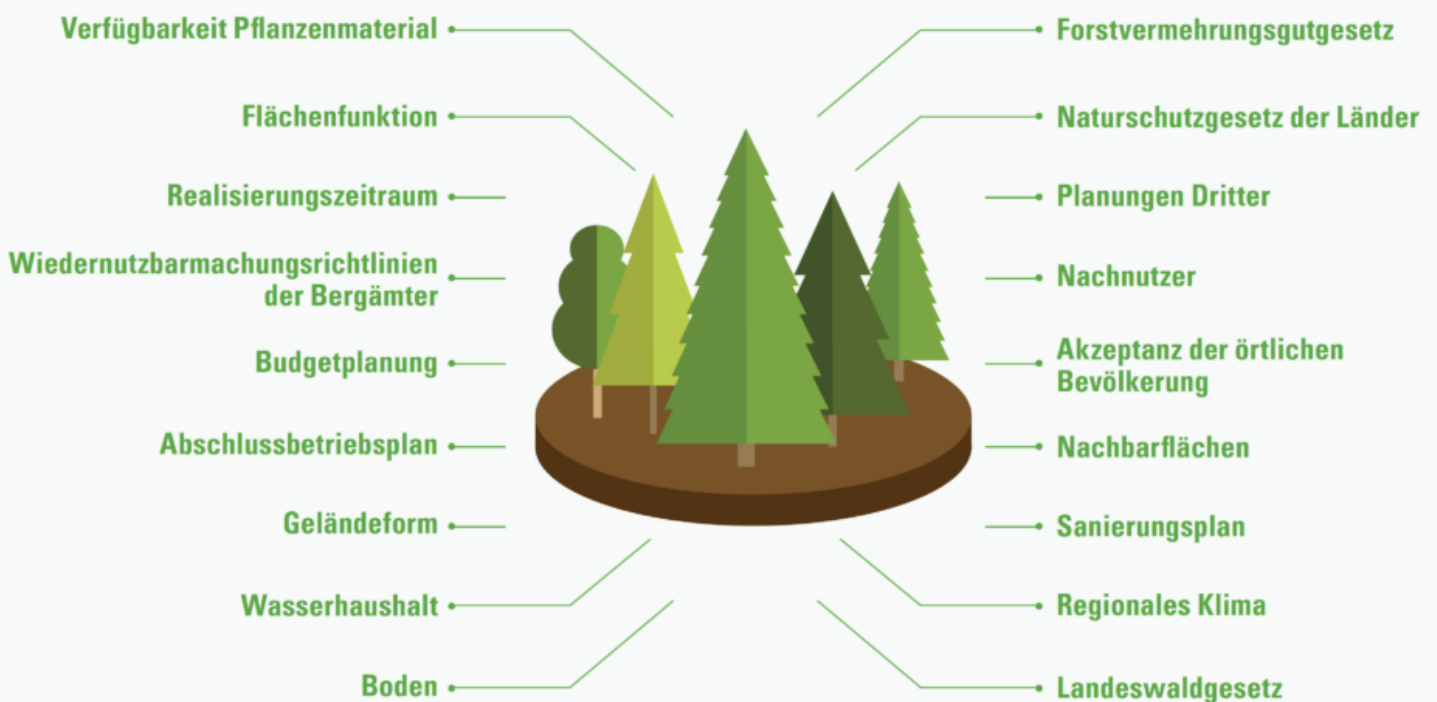 Verfügbarkeit Pflanzenmaterial
Flächenfunktion
Realisierungszeitraum
Wiedernutzbarmachungsrichtlinien
der Bergämter
Budgetplanung
Abschlussbetriebsplan
Geländeform
Wasserhaushalt
Boden
Forstvermehrungsgutgesetz
Naturschutzgesetz der Länder
Planungen Dritter
Nachnutzer
Akzeptanz der örtlichen
Bevölkerung
Nachbarflächen
Sanierungsplan
Regionales Klima
Landeswaldgesetz